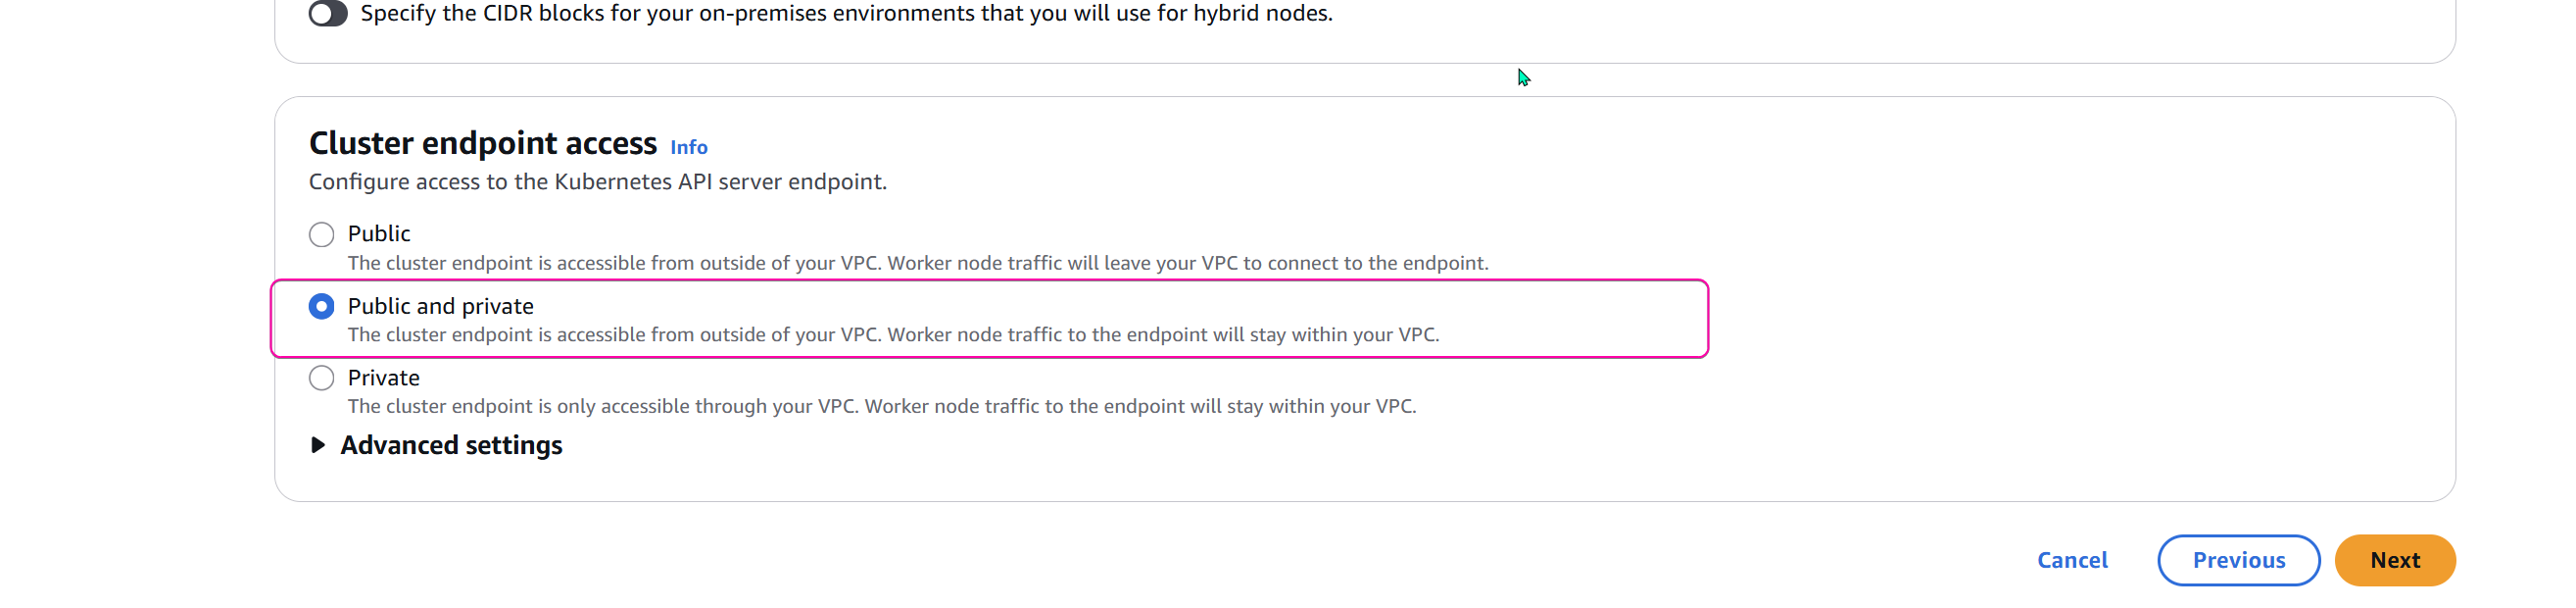 Specify the CIDR blocks for your on-premises environments that you will use for hybrid nodes.
Cluster endpoint access Info
Configure access to the Kubernetes API server endpoint.
Public
The cluster endpoint is accessible from outside of your VPC. Worker node traffic will leave your VPC to connect to the endpoint.
Public and private
The cluster endpoint is accessible from outside of your VPC. Worker node traffic to the endpoint will stay within your VPC.
Private
The cluster endpoint is only accessible through your VPC. Worker node traffic to the endpoint will stay within your VPC.
Advanced settings
Cancel Previous Next